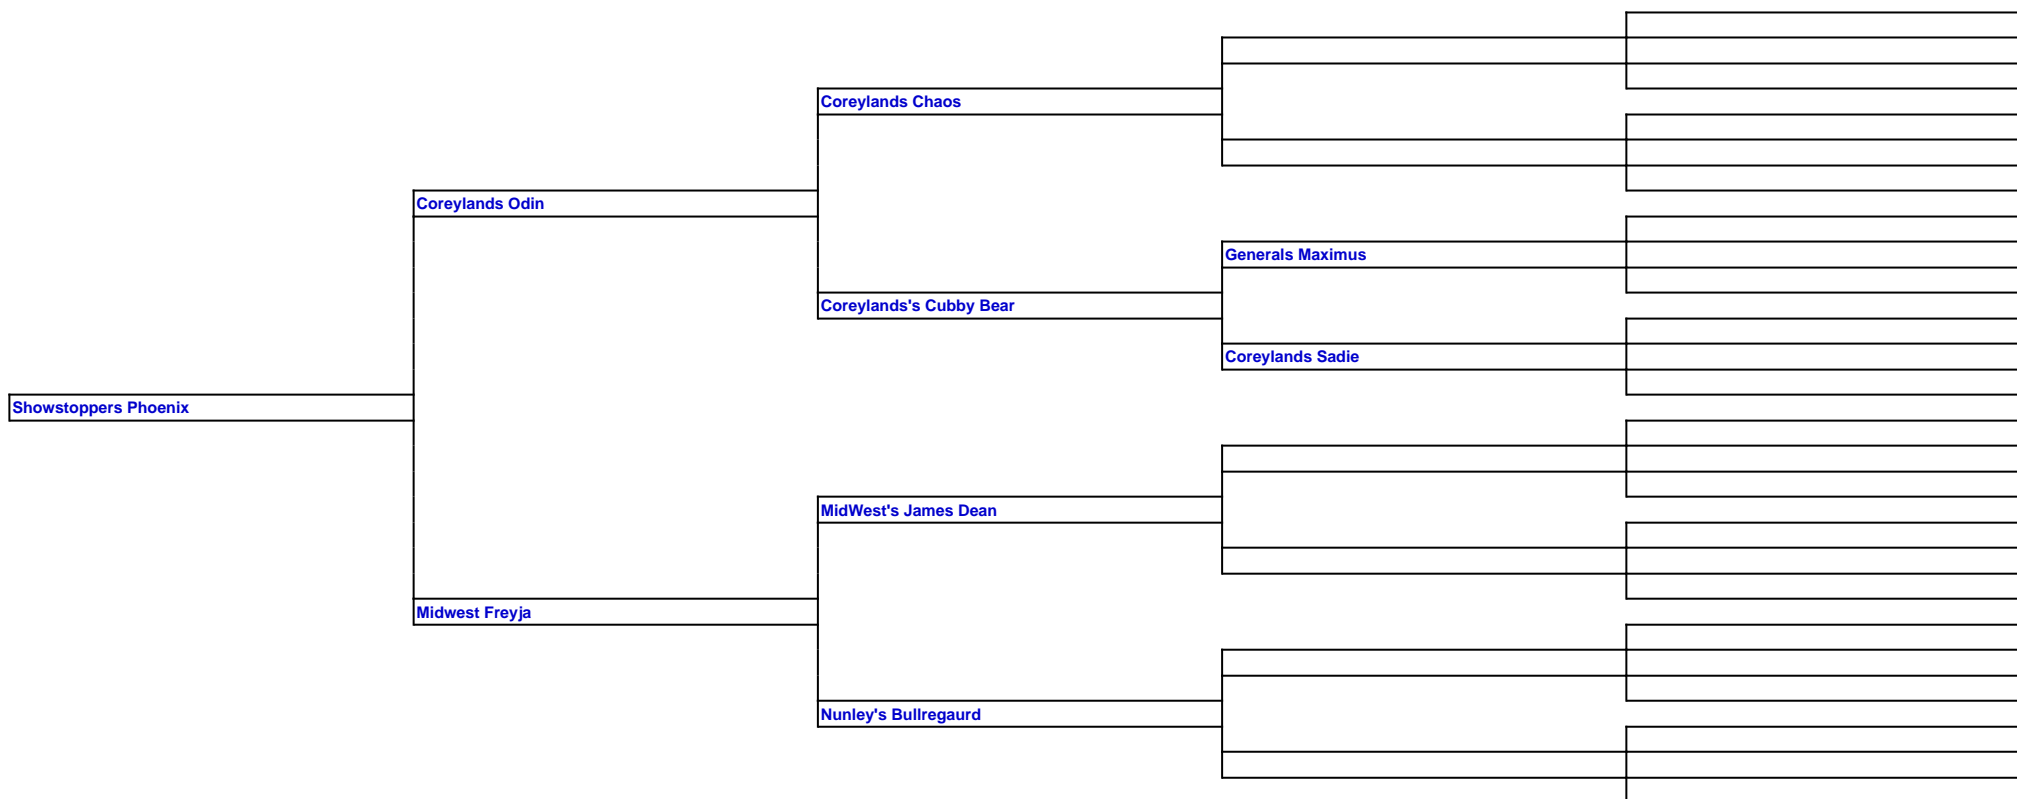 Coreylands Chaos
Coreylands Odin
Generals Maximus
Coreylands's Cubby Bear
Coreylands Sadie
Showstoppers Phoenix
MidWest's James Dean
Midwest Freyja
Nunley's Bullregaurd